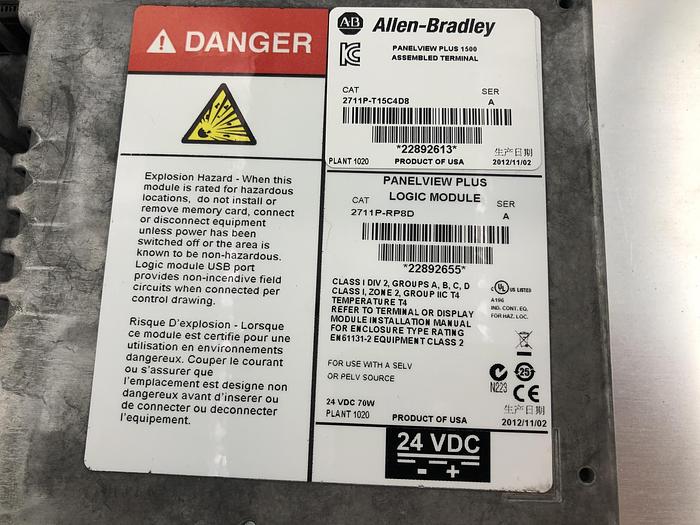 DANGER
Explosion Hazard - When this
module is rated for hazardous
locations, do not install or
remove memory card, connect
or disconnect equipment
unless power has been
switched off or the area is
known to be non-hazardous.
Logic module USB port
provides non-incendive field
circuits when connected per
control drawing.
Risque D'explosion - Lorsque
ce module est certifie pour une
utilisation en environnements
dangereux. Couper le courant
ou s'assurer que
l'emplacement est designe non
dangereux avant d'inserer ou
de connecter ou deconnecter
l'equipement.
AB Allen-Bradley
PANELVIEW PLUS 1500
ASSEMBLED TERMINAL
CAT SER
2711P-T15C4D8 A
*22892613* 生产日期
PLANT 1020 PRODUCT OF USA 2012/11/02
PANELVIEW PLUS
LOGIC MODULE
CAT SER
2711P-RP8D A
*22892655*
CLASS I DIV 2, GROUPS A, B, C, D
CLASS I, ZONE 2, GROUP IIC T4
TEMPERATURE T4
REFER TO TERMINAL OR DISPLAY
MODULE INSTALLATION MANUAL
FOR ENCLOSURE TYPE RATING
EN61131-2 EQUIPMENT CLASS 2
C UL US LISTED
A196
IND. CONT. EQ.
FOR HAZ. LOC.
FOR USE WITH A SELV
OR PELV SOURCE
25
N223 CE
24 VDC 70W 生产日期
PLANT 1020 PRODUCT OF USA 2012/11/02
24 VDC
- +